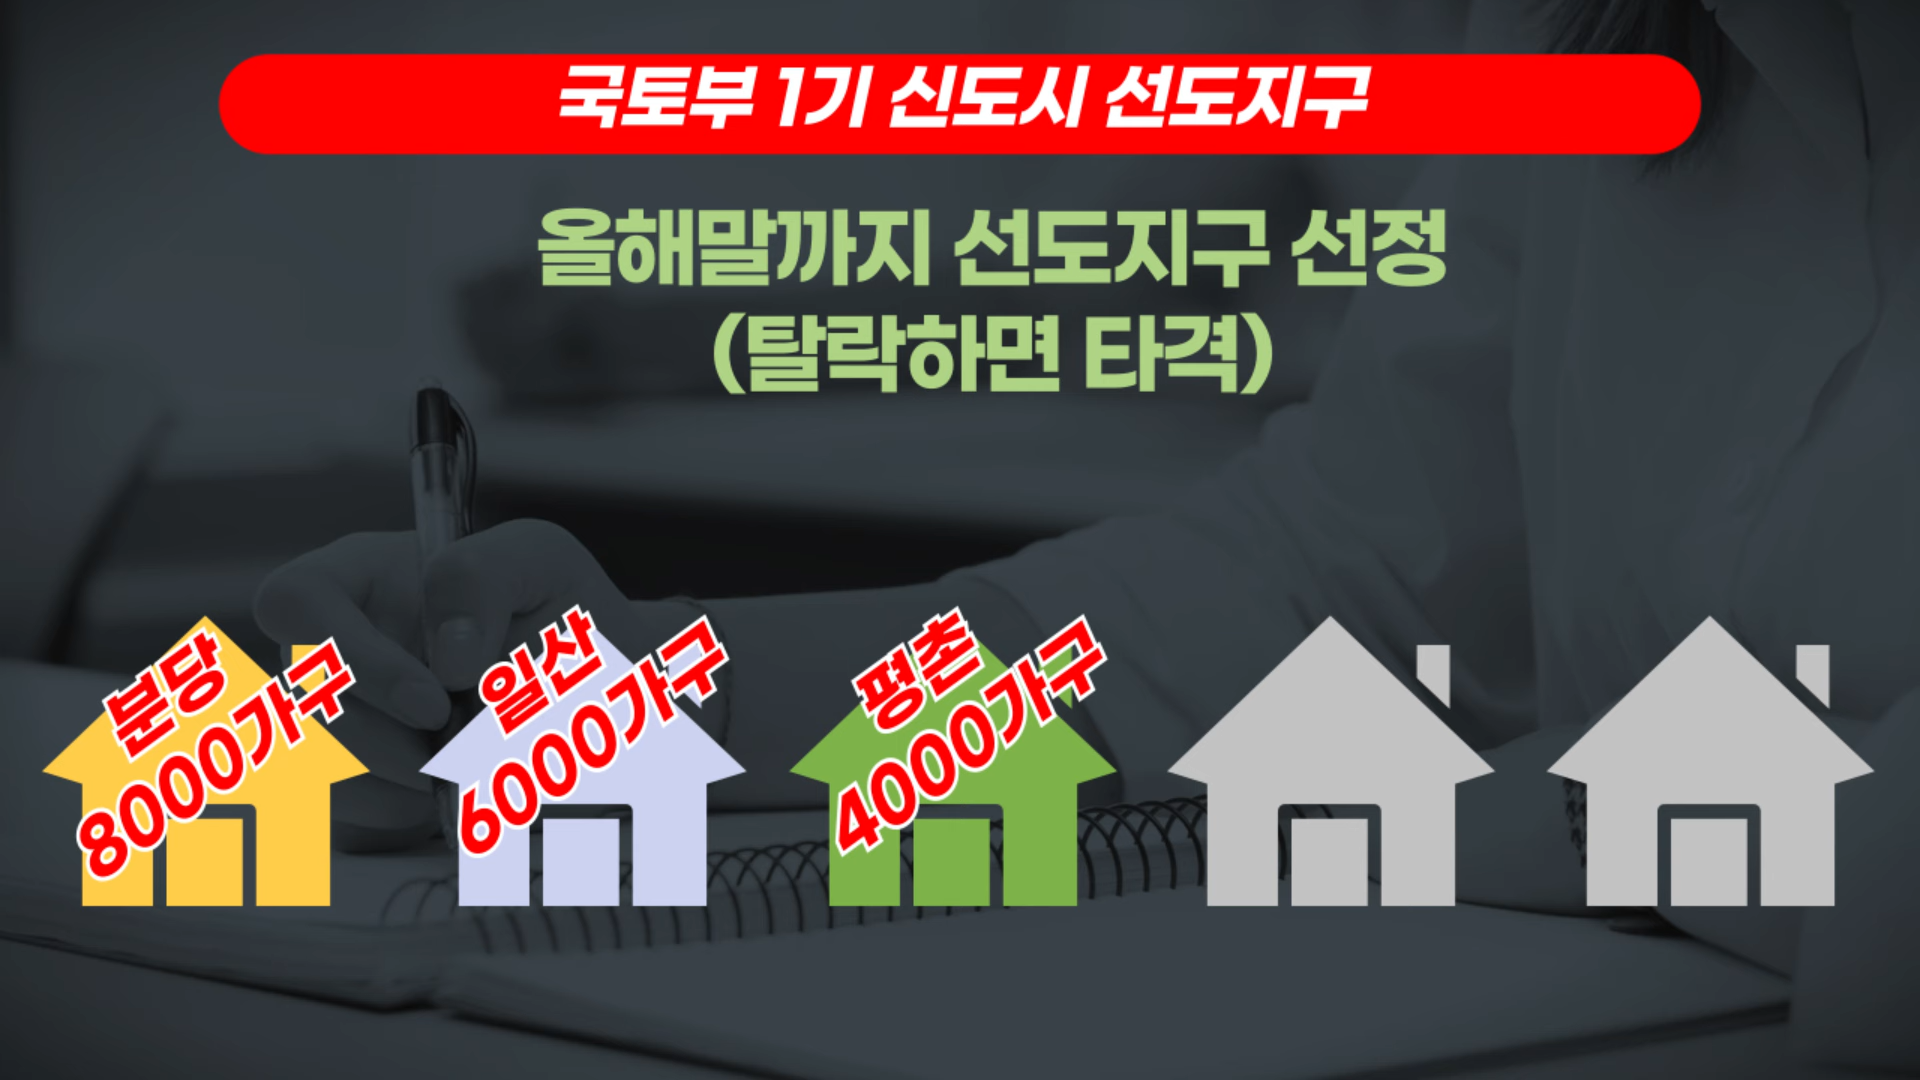 국토부 1기 신도시 선도지구
올해말까지 선도지구 선정
(탈락하면 타격)
분당
8000가구
일산
6000가구
평촌
4000가구